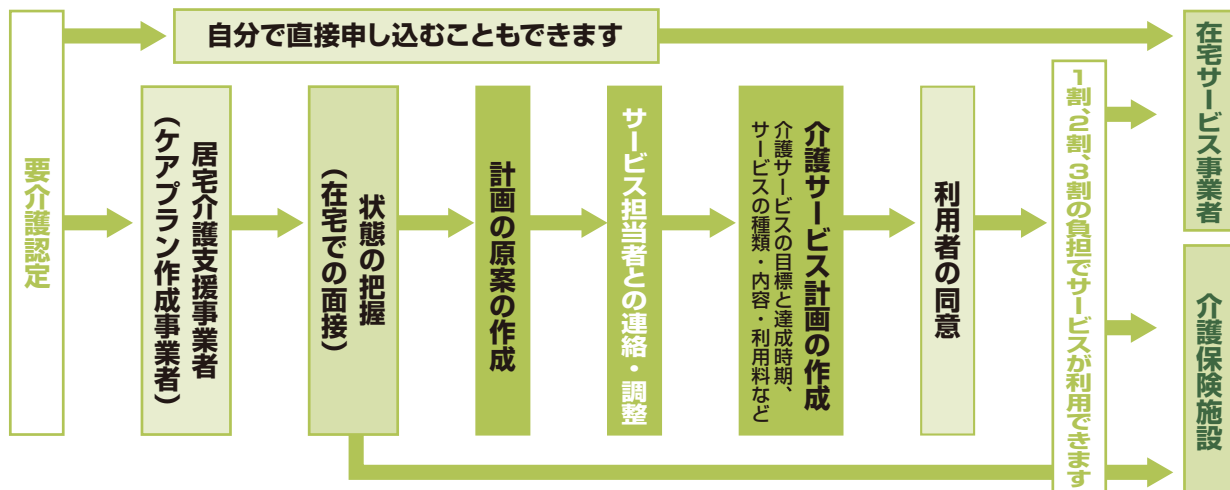 自分で直接申し込むこともできます
要介護認定
居宅介護支援事業者
（ケアプラン作成事業者）
状態の把握
（在宅での面接）
計画の原案の作成
サービス担当者との連絡・調整
介護サービス計画の作成
介護サービスの目標と達成時期、
サービスの種類・内容・利用料など
利用者の同意
1割、2割、3割の負担でサービスが利用できます
在宅サービス事業者
介護保険施設